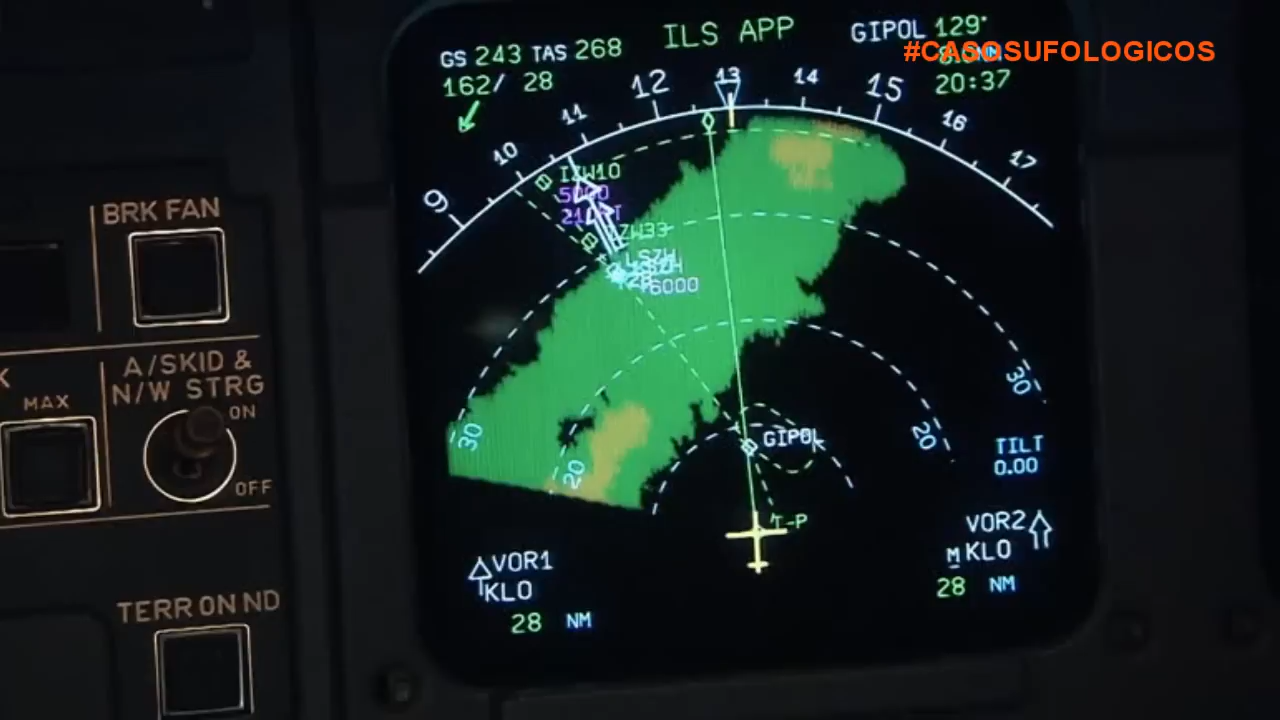 #CASOSUFOLOGICOS
GS 243 TAS 268
162/ 28
ILS APP
GIPOL 129°
20:37
9
10
11
12
13
14
15
16
17
IZW10
5000
ZW33
LSZH
6000
30
20
30
20
GIPOL
T-P
TILT
0.00
VOR1
KLO
28 NM
VOR2
M KLO
28 NM
BRK FAN
A/SKID &
N/W STRG
ON
OFF
K
MAX
TERR ON ND